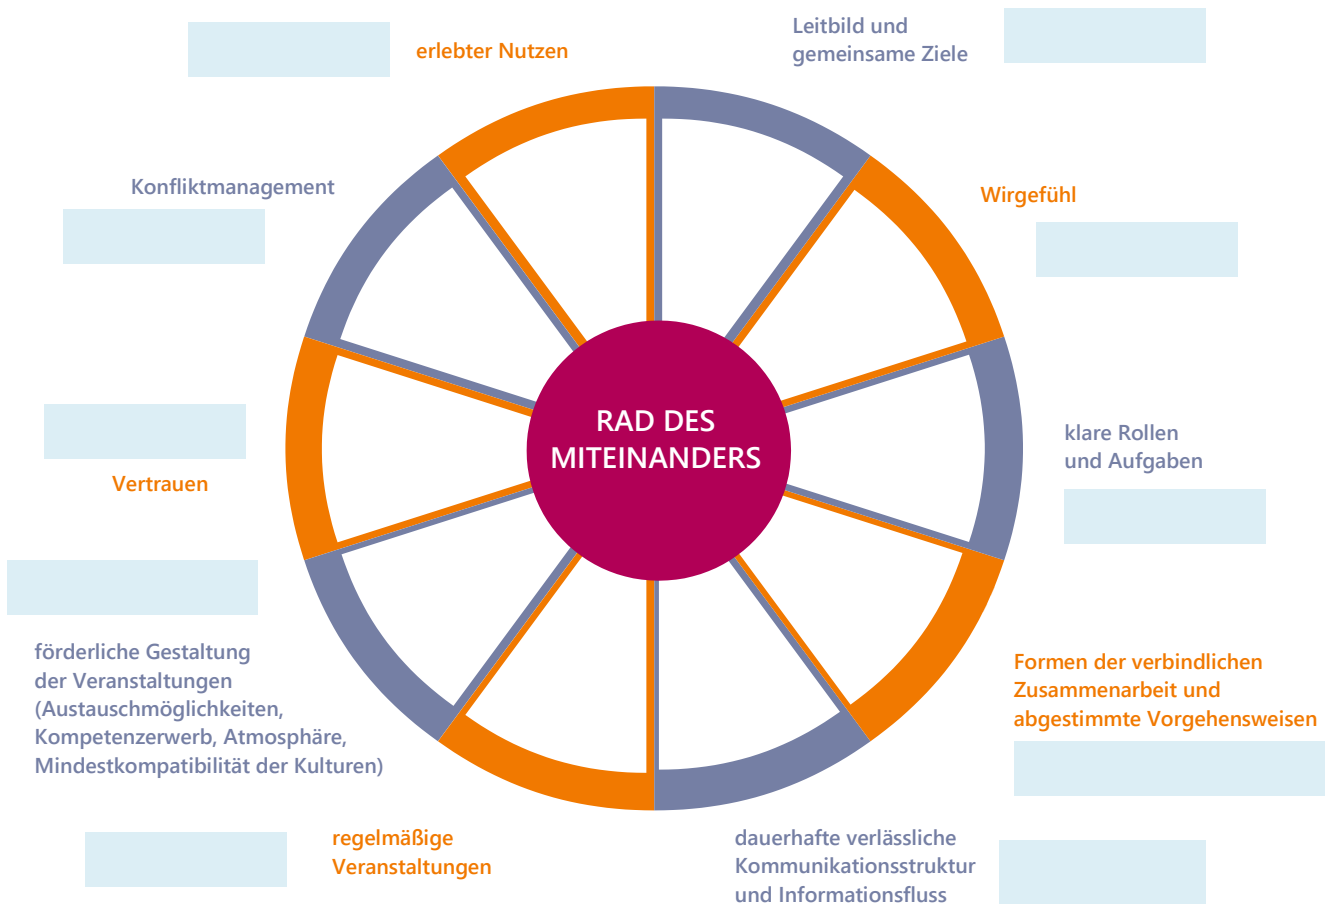 erlebter Nutzen
Leitbild und
gemeinsame Ziele
Konfliktmanagement
Wirgefühl
RAD DES
MITEINANDERS
klare Rollen
und Aufgaben
Vertrauen
förderliche Gestaltung
der Veranstaltungen
(Austauschmöglichkeiten,
Kompetenzerwerb, Atmosphäre,
Mindestkompatibilität der Kulturen)
Formen der verbindlichen
Zusammenarbeit und
abgestimmte Vorgehensweisen
regelmäßige
Veranstaltungen
dauerhafte verlässliche
Kommunikationsstruktur
und Informationsfluss